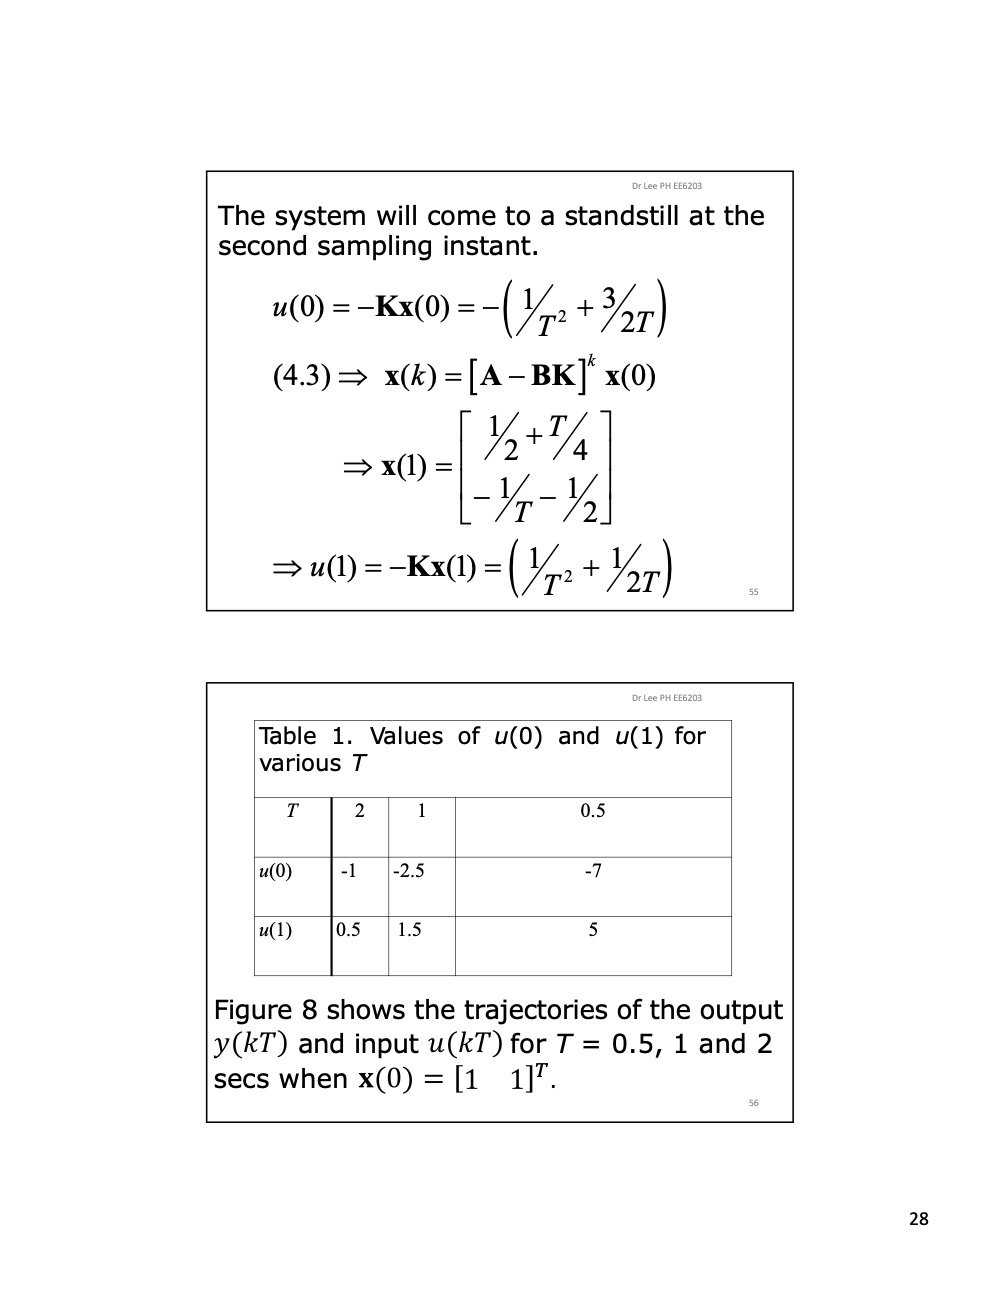 Dr Lee PH EE6203
The system will come to a standstill at the
second sampling instant.
u(0) = −Kx(0) = −(1/T² + 3/2T)
(4.3) ⇒ x(k) = [A − BK]ᵏ x(0)
⇒ x(1) = [1/2 + T/4
−1/T − 1/2]
⇒ u(1) = −Kx(1) = (1/T² + 1/2T)
55
Dr Lee PH EE6203
Table 1. Values of u(0) and u(1) for
various T
T 2 1 0.5
u(0) -1 -2.5 -7
u(1) 0.5 1.5 5
Figure 8 shows the trajectories of the output
y(kT) and input u(kT) for T = 0.5, 1 and 2
secs when x(0) = [1 1]ᵀ.
56
28